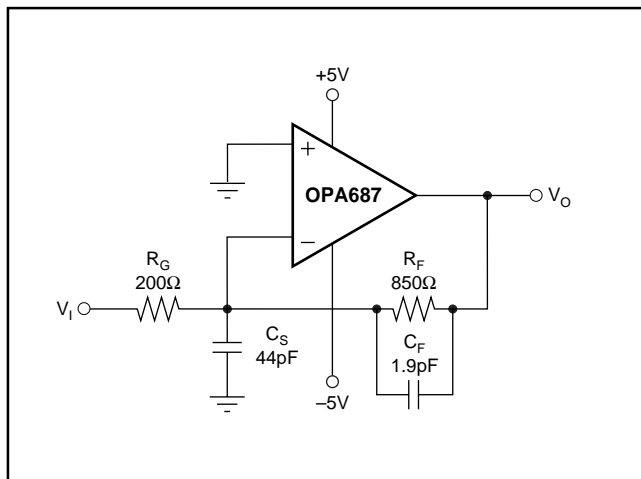 +5V
+
OPA687
−
V_O
R_G
200Ω
R_F
850Ω
V_I
C_S
44pF
C_F
1.9pF
–5V